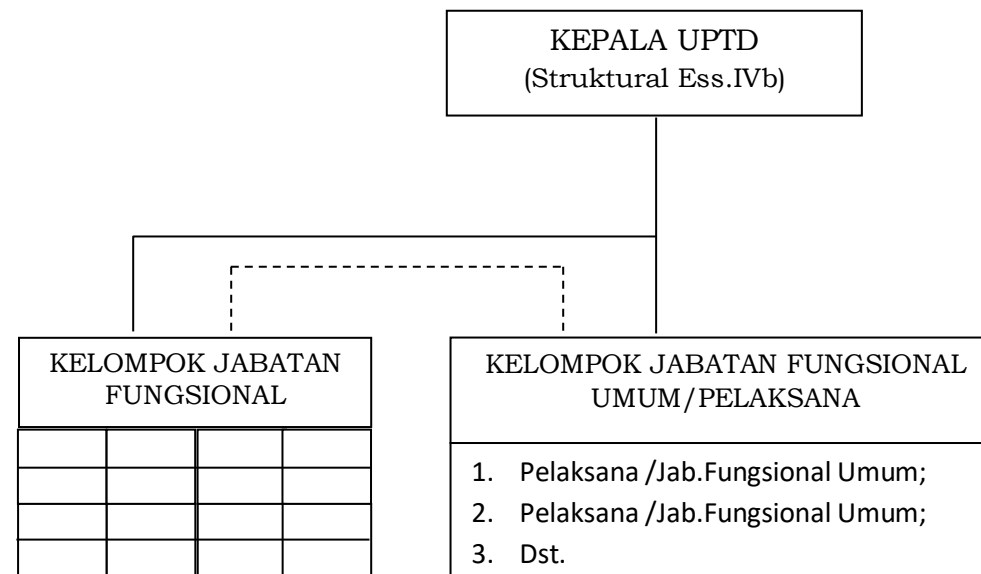 KEPALA UPTD
(Struktural Ess.IVb)
KELOMPOK JABATAN
FUNGSIONAL
KELOMPOK JABATAN FUNGSIONAL
UMUM/PELAKSANA
1. Pelaksana /Jab.Fungsional Umum;
2. Pelaksana /Jab.Fungsional Umum;
3. Dst.